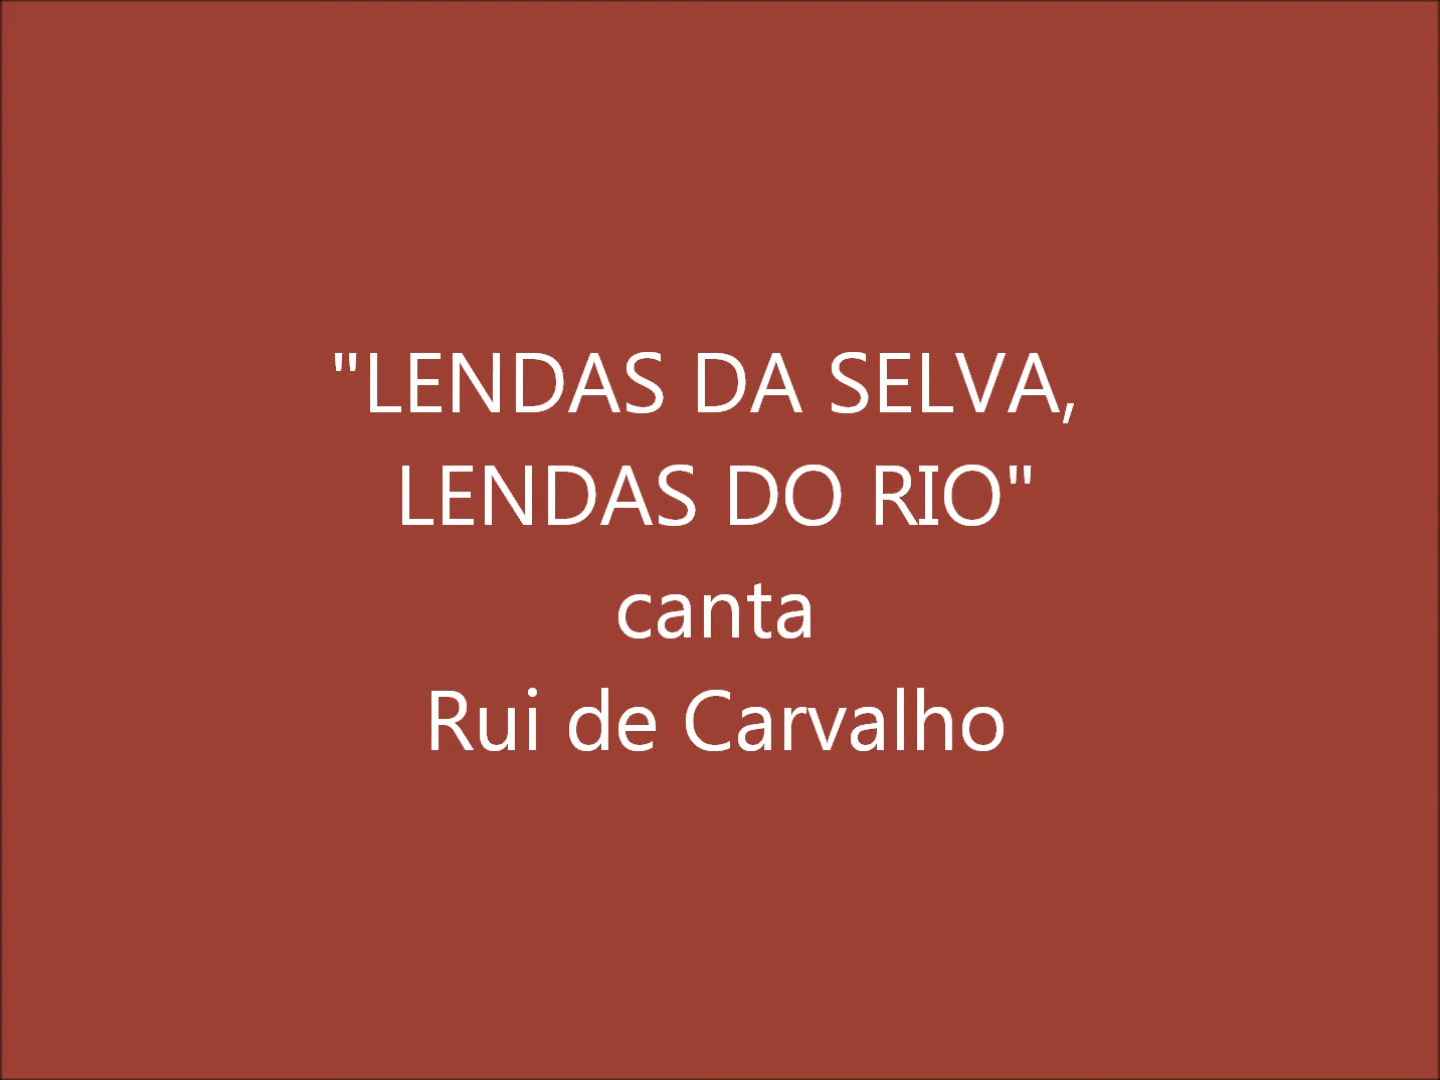 "LENDAS DA SELVA,
LENDAS DO RIO"
canta
Rui de Carvalho